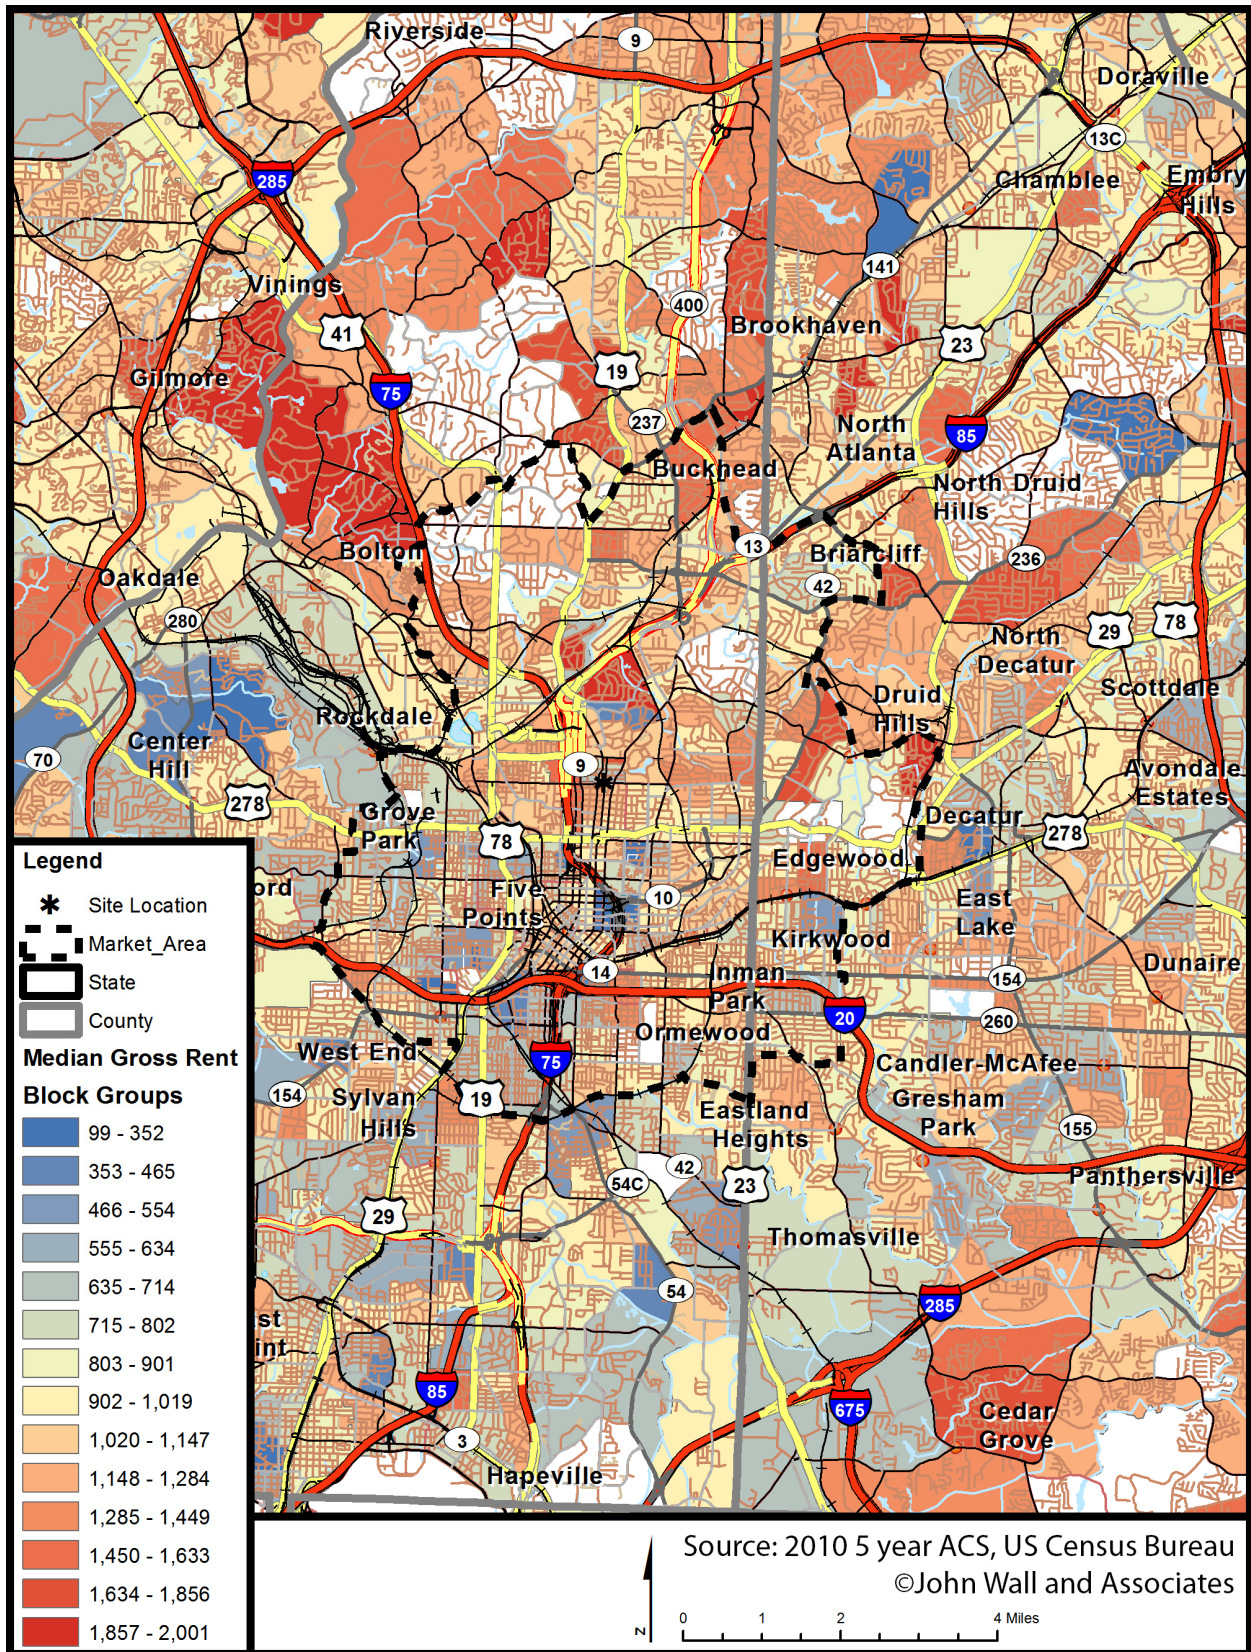 Riverside
9
Doraville
13C
Chamblee
Embry
Hills
285
141
Vinings
400
Brookhaven
41
23
19
Gilmore
75
237
North
Atlanta
85
Buckhead
North Druid
Hills
13
Bolton
Briarcliff
236
Oakdale
42
280
29
78
North
Decatur
Scottdale
Druid
Hills
Rockdale
Center
Hill
70
9
Avondale
Estates
278
Grove
Park
Decatur
78
278
Edgewood
ord
Five
Points
10
East
Lake
Kirkwood
Dunaire
14
Inman
Park
154
20
260
Ormewood
West End
75
Candler-McAfee
154
Sylvan
Hills
19
Eastland
Heights
Gresham
Park
155
42
54C
23
Panthersville
29
Thomasville
54
285
st
int
85
675
Cedar
Grove
3
Hapeville
Legend
Site Location
Market_Area
State
County
Median Gross Rent
Block Groups
99 - 352
353 - 465
466 - 554
555 - 634
635 - 714
715 - 802
803 - 901
902 - 1,019
1,020 - 1,147
1,148 - 1,284
1,285 - 1,449
1,450 - 1,633
1,634 - 1,856
1,857 - 2,001
N
Source: 2010 5 year ACS, US Census Bureau
©John Wall and Associates
0 1 2 4 Miles